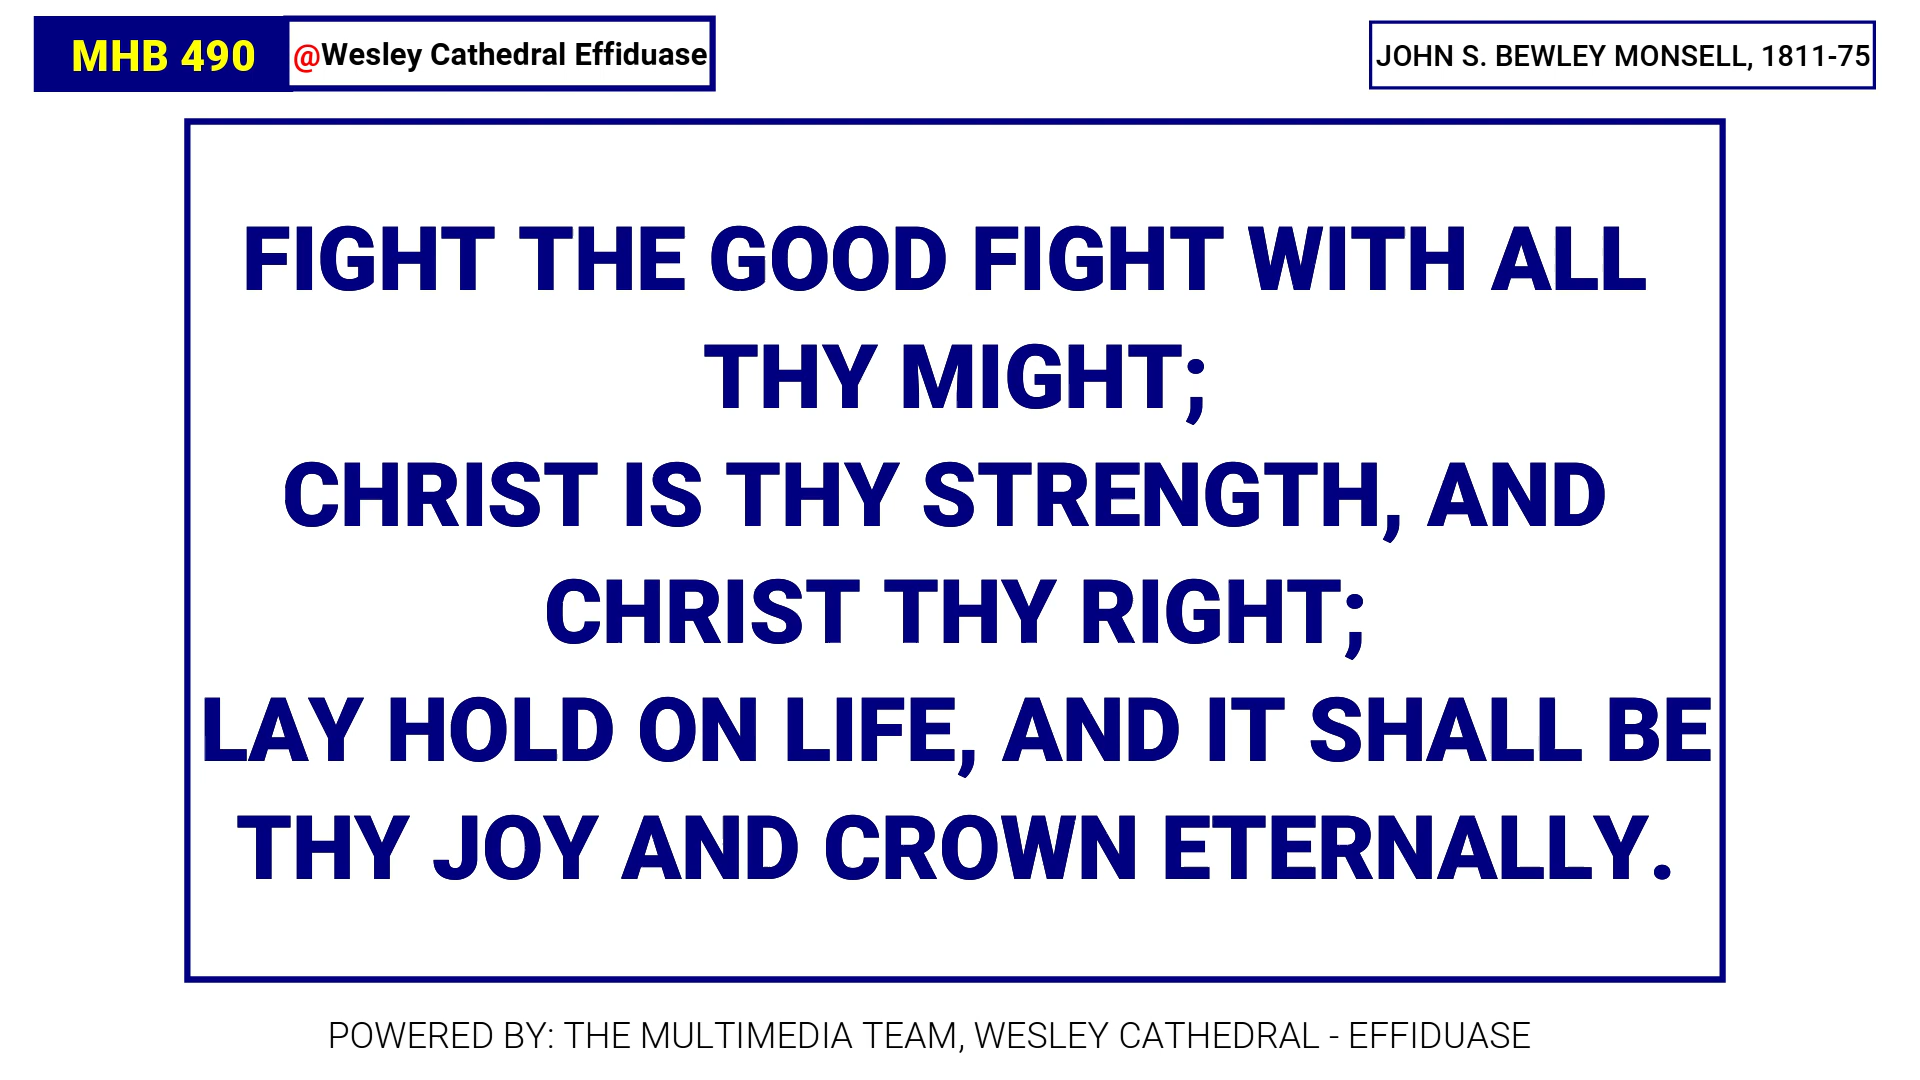 MHB 490
@Wesley Cathedral Effiduase
JOHN S. BEWLEY MONSELL, 1811-75
FIGHT THE GOOD FIGHT WITH ALL
THY MIGHT;
CHRIST IS THY STRENGTH, AND
CHRIST THY RIGHT;
LAY HOLD ON LIFE, AND IT SHALL BE
THY JOY AND CROWN ETERNALLY.
POWERED BY: THE MULTIMEDIA TEAM, WESLEY CATHEDRAL - EFFIDUASE